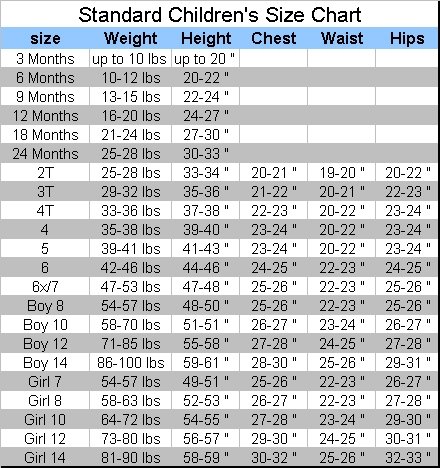 Standard Children's Size Chart
size Weight Height Chest Waist Hips
3 Months up to 10 lbs up to 20 "
6 Months 10-12 lbs 20-22 "
9 Months 13-15 lbs 22-24 "
12 Months 16-20 lbs 24-27 "
18 Months 21-24 lbs 27-30 "
24 Months 25-28 lbs 30-33 "
2T 25-28 lbs 33-34 " 20-21 " 19-20 " 20-22 "
3T 29-32 lbs 35-36 " 21-22 " 20-21 " 22-23 "
4T 33-36 lbs 37-38 " 22-23 " 20-22 " 23-24 "
4 35-38 lbs 39-40 " 23-24 " 20-22 " 23-24 "
5 39-41 lbs 41-43 " 23-24 " 20-22 " 23-24 "
6 42-46 lbs 44-46 " 24-25 " 22-23 " 24-25 "
6x/7 47-53 lbs 47-48 " 25-26 " 22-23 " 25-26 "
Boy 8 54-57 lbs 48-50 " 25-26 " 22-23 " 25-26 "
Boy 10 58-70 lbs 51-51 " 26-27 " 23-24 " 26-27 "
Boy 12 71-85 lbs 55-58 " 27-28 " 24-25 " 27-28 "
Boy 14 86-100 lbs 59-61 " 28-30 " 25-26 " 29-31 "
Girl 7 54-57 lbs 49-51 " 25-26 " 22-23 " 26-27 "
Girl 8 58-63 lbs 52-53 " 26-27 " 22-23 " 27-28 "
Girl 10 64-72 lbs 54-55 " 27-28 " 23-24 " 29-30 "
Girl 12 73-80 lbs 56-57 " 29-30 " 24-25 " 30-31 "
Girl 14 81-90 lbs 58-59 " 30-32 " 25-26 " 32-33 "